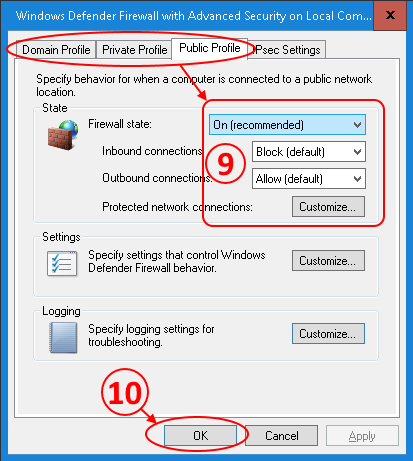 Windows Defender Firewall with Advanced Security on Local Com... X
Domain Profile Private Profile Public Profile IPsec Settings
Specify behavior for when a computer is connected to a public network
location.
State
Firewall state: On (recommended)
Inbound connections: Block (default)
9
Outbound connections: Allow (default)
Protected network connections: Customize...
Settings
Specify settings that control Windows
Defender Firewall behavior.
Customize...
Logging
Specify logging settings for
troubleshooting.
Customize...
10
OK Cancel Apply